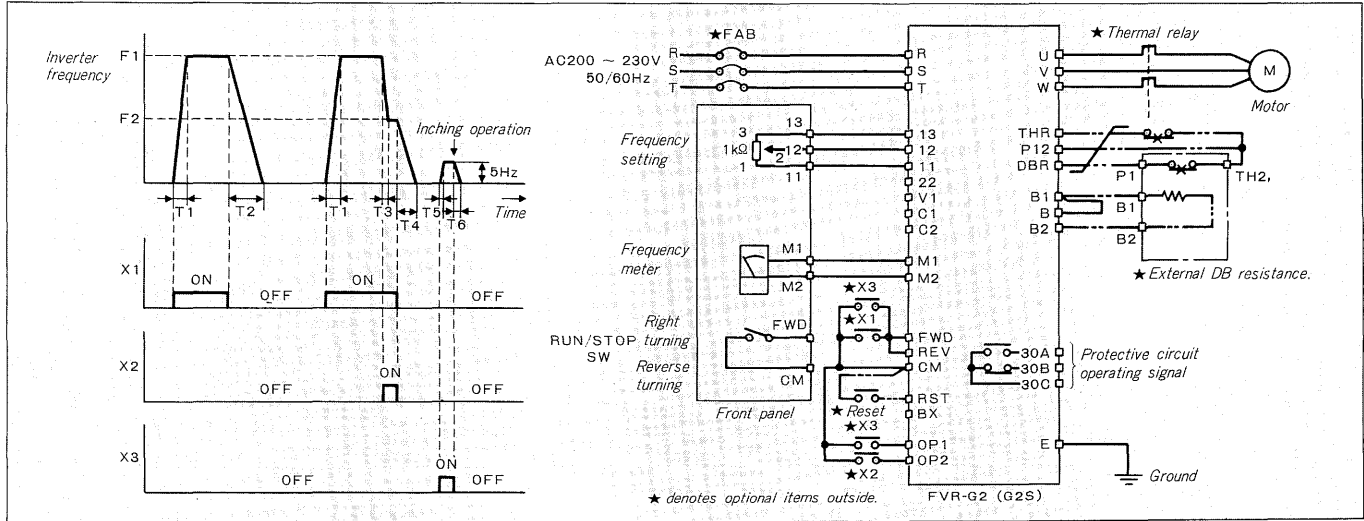 Inverter
frequency
F1
F2
Inching operation
5Hz
T1
T2
T1
T3
T4
T5
T6
Time
X1
ON
OFF
ON
OFF
X2
OFF
ON
OFF
X3
OFF
ON
OFF
★FAB
AC200 ~ 230V
50/60Hz
R
S
T
R
S
T
Frequency
setting
3
1kΩ
2
1
13
12
11
13
12
11
22
V1
C1
C2
Frequency
meter
M1
M2
M1
M2
Right
turning
RUN/STOP
SW
Reverse
turning
FWD
CM
Front panel
★X3
★X1
FWD
REV
CM
★Reset
RST
BX
★X3
OP1
OP2
★X2
★ denotes optional items outside.
FVR-G2 (G2S)
U
V
W
★Thermal relay
M
Motor
THR
P12
DBR
P1
TH2,
B1
B
B2
B1
B2
★External DB resistance.
30A
30B
30C
Protective circuit
operating signal
E
Ground